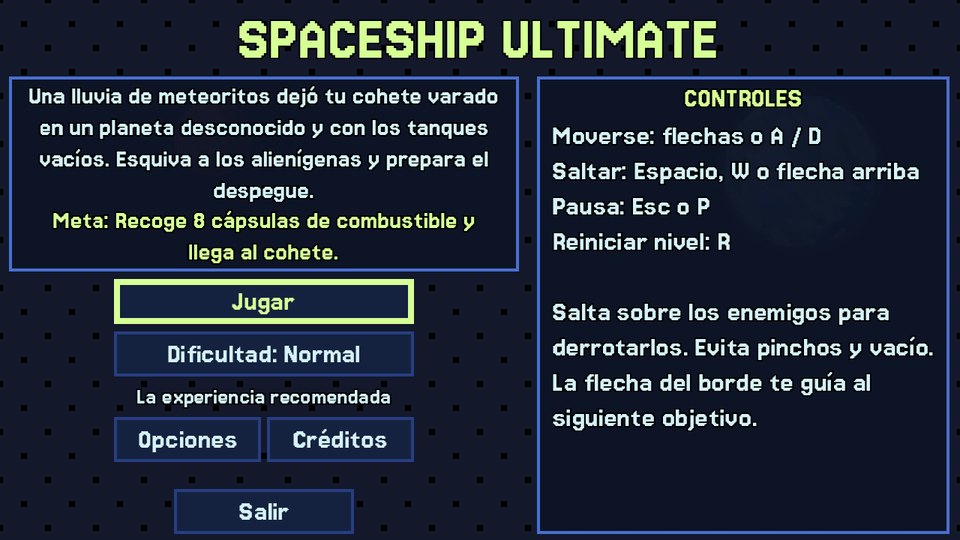 SPACESHIP ULTIMATE
Una lluvia de meteoritos dejó tu cohete varado
en un planeta desconocido y con los tanques
vacíos. Esquiva a los alienígenas y prepara el
despegue.
Meta: Recoge 8 cápsulas de combustible y
llega al cohete.
Jugar
Dificultad: Normal
La experiencia recomendada
Opciones
Créditos
Salir
CONTROLES
Moverse: flechas o A / D
Saltar: Espacio, W o flecha arriba
Pausa: Esc o P
Reiniciar nivel: R
Salta sobre los enemigos para
derrotarlos. Evita pinchos y vacío.
La flecha del borde te guía al
siguiente objetivo.